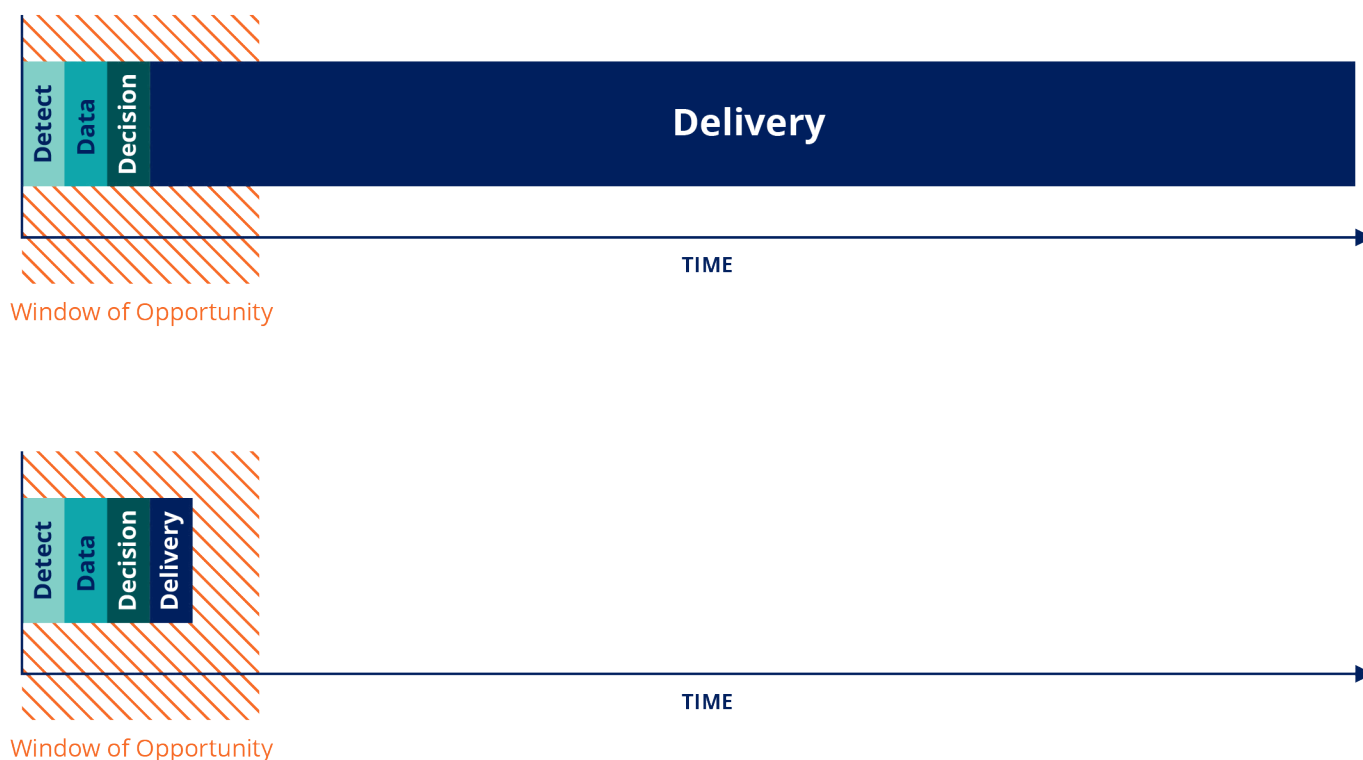 Detect
Data
Decision
Delivery
TIME
Window of Opportunity
Detect
Data
Decision
Delivery
TIME
Window of Opportunity